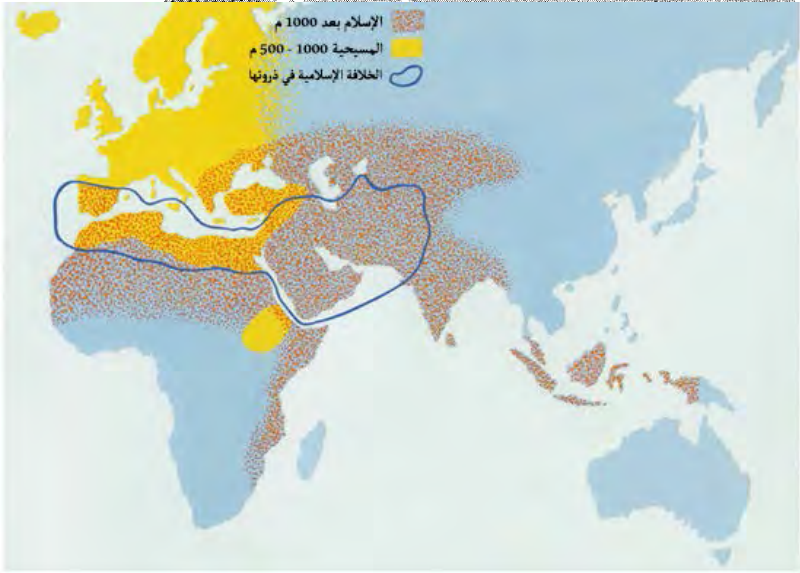 الإسلام بعد 1000 م
المسيحية 1000 - 500 م
الخلافة الإسلامية في ذروتها